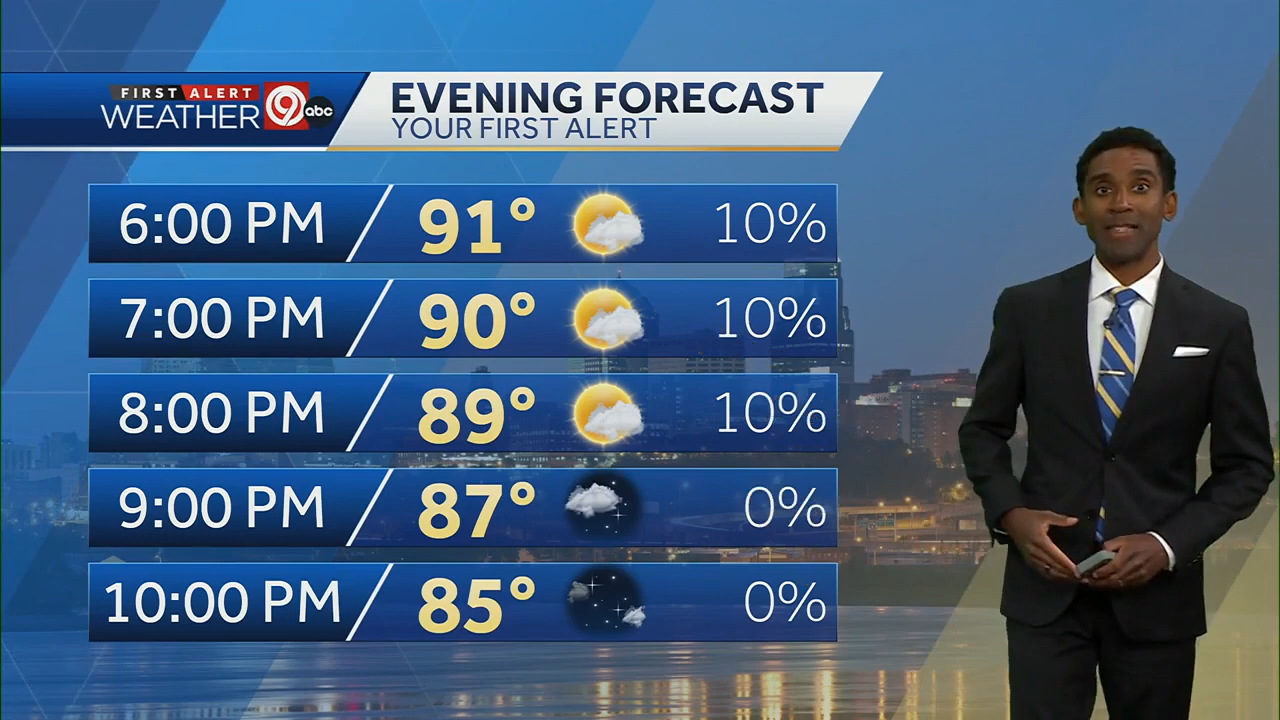 FIRST ALERT
WEATHER 9 abc
EVENING FORECAST
YOUR FIRST ALERT
6:00 PM 91° 10%
7:00 PM 90° 10%
8:00 PM 89° 10%
9:00 PM 87° 0%
10:00 PM 85° 0%